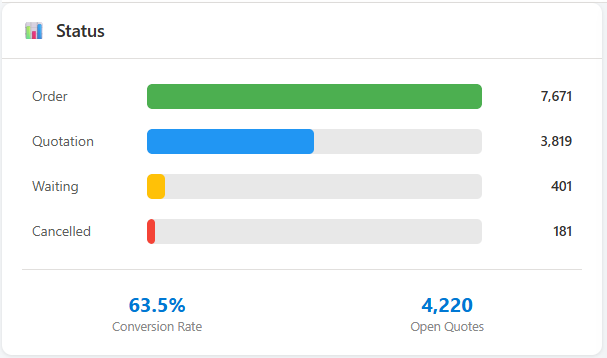 Status
Order 7,671
Quotation 3,819
Waiting 401
Cancelled 181
63.5% 4,220
Conversion Rate Open Quotes